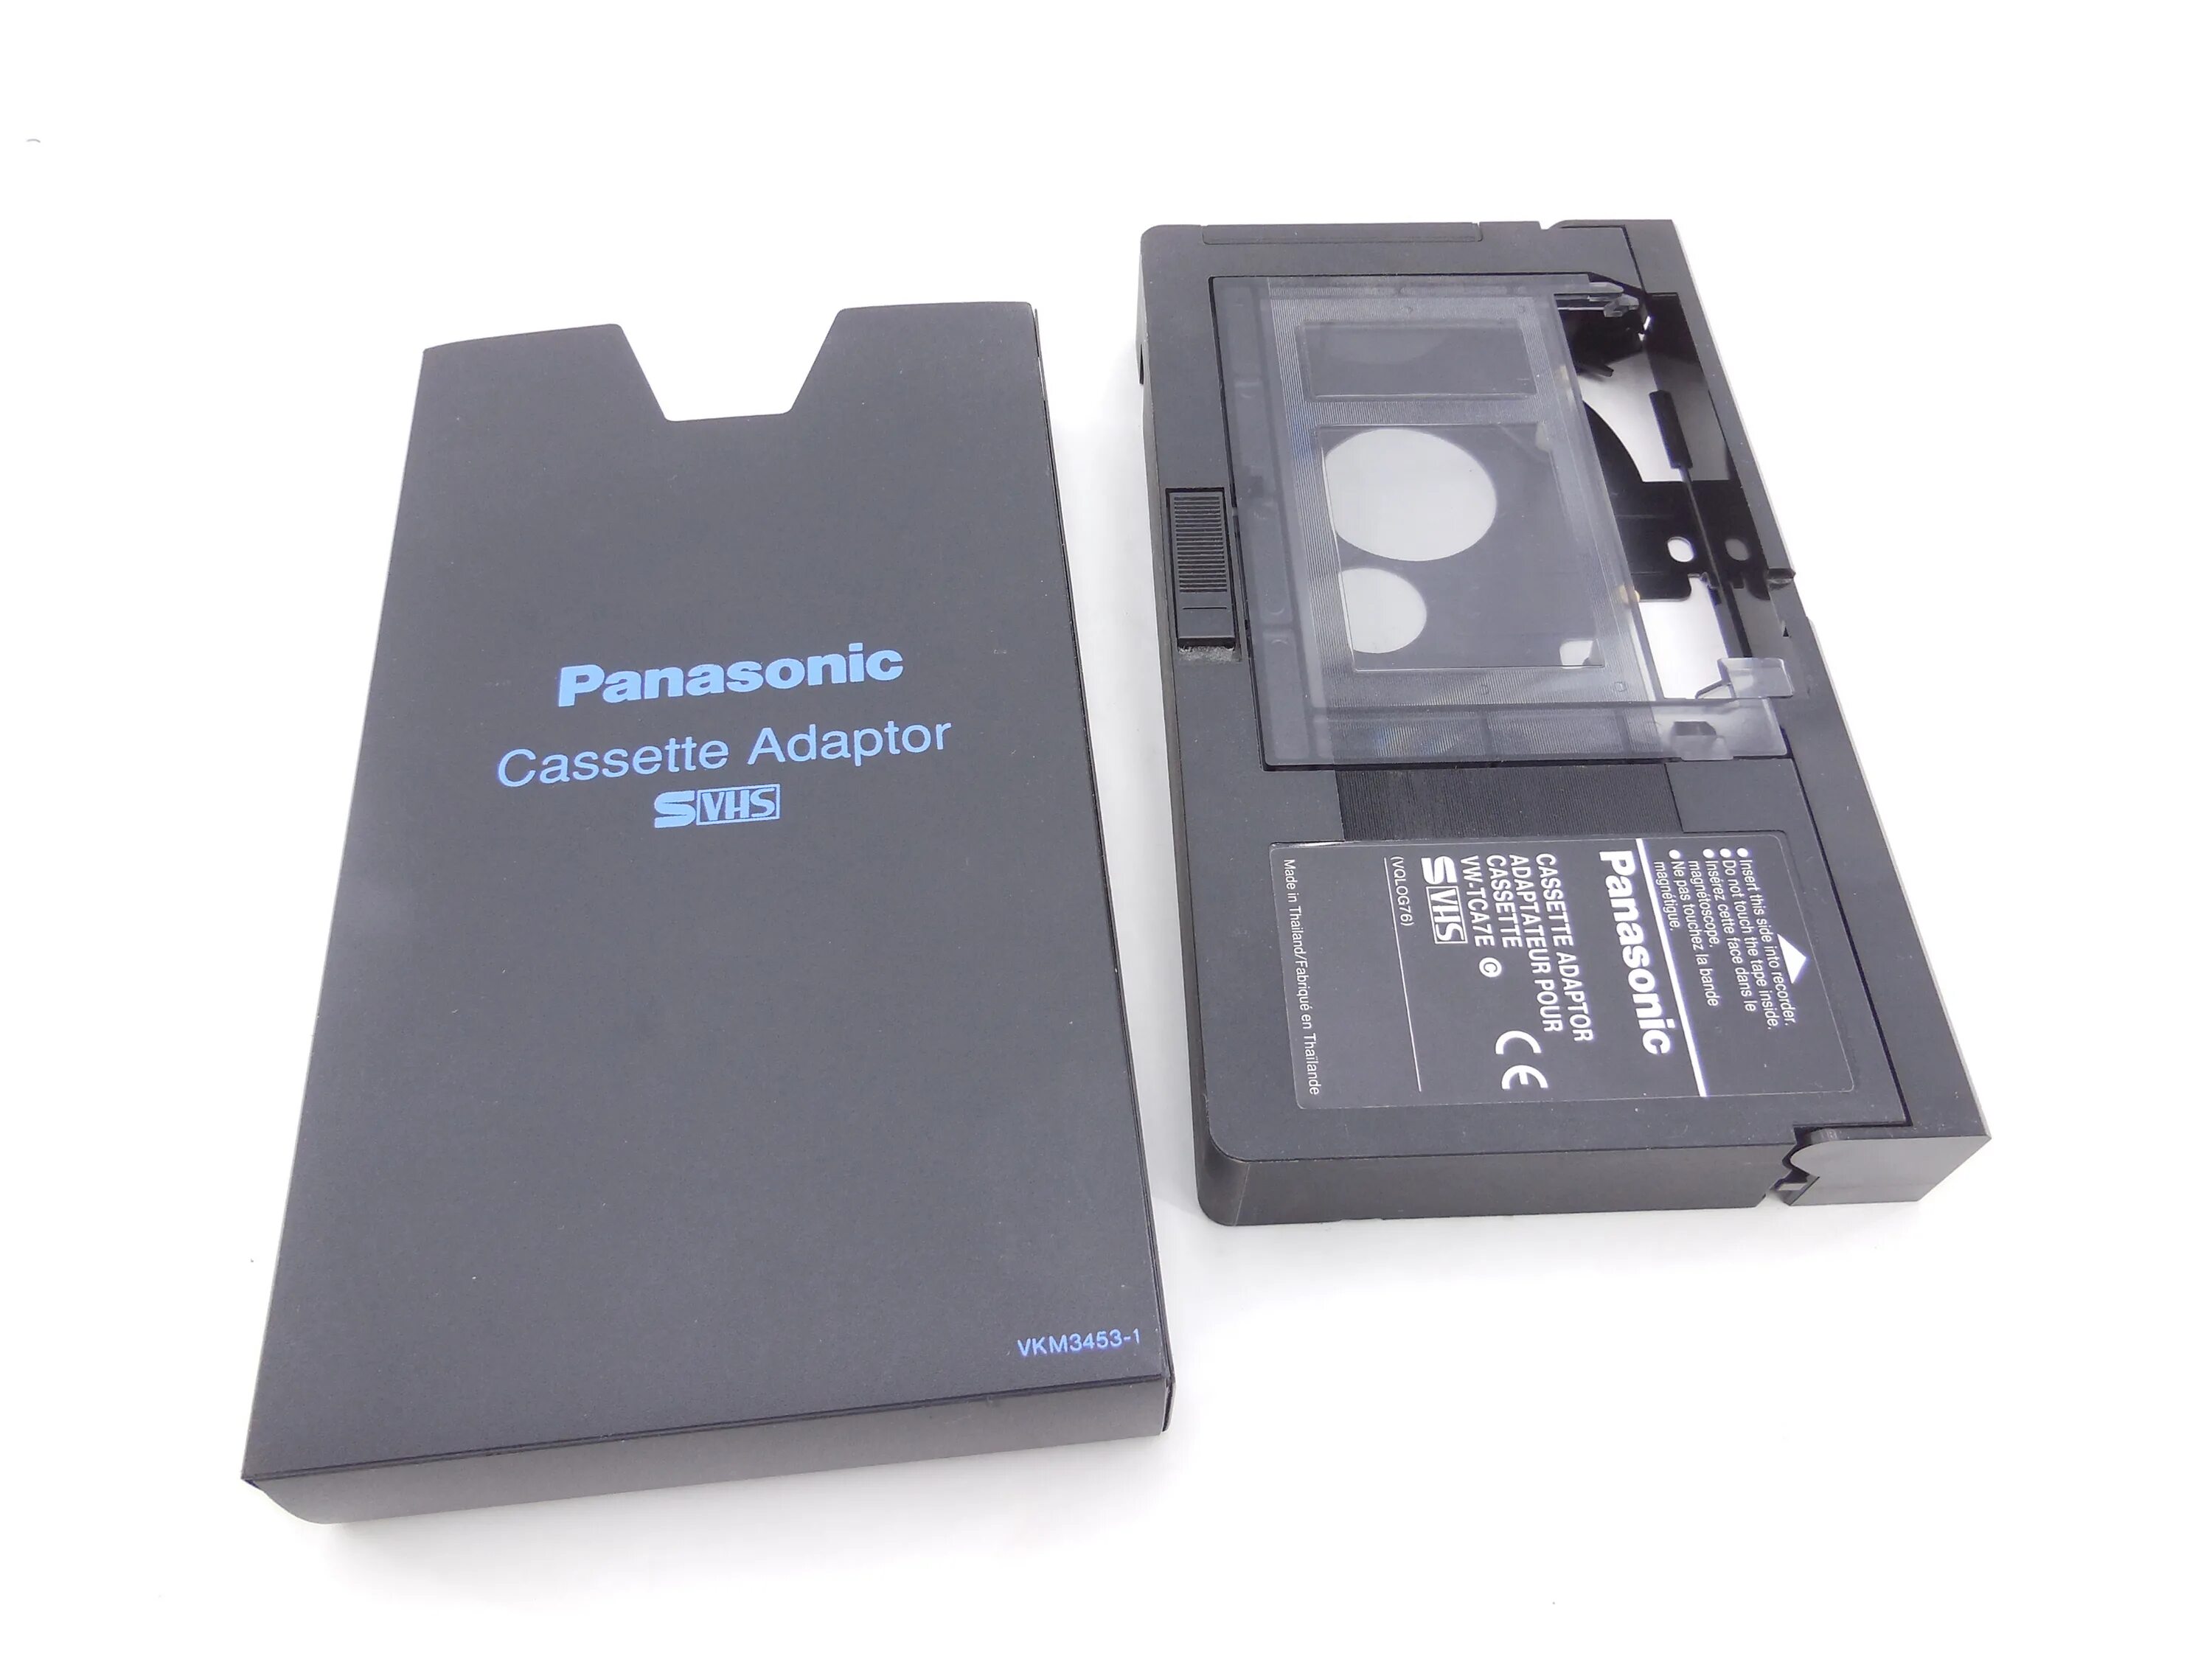 Panasonic
Cassette Adaptor
SVHS
VKM3453-1
● Insert this side into recorder.
● Do not touch the tape inside.
● Insérez cette face dans le
magnétoscope.
● Ne pas touchez la bande
magnétique.
Panasonic
CASSETTE ADAPTOR
ADAPTATEUR POUR
CASSETTE
VW-TCA7E ©
SVHS
CE
(VQLOG76)
Made in Thailand/Fabriqué en Thaïlande